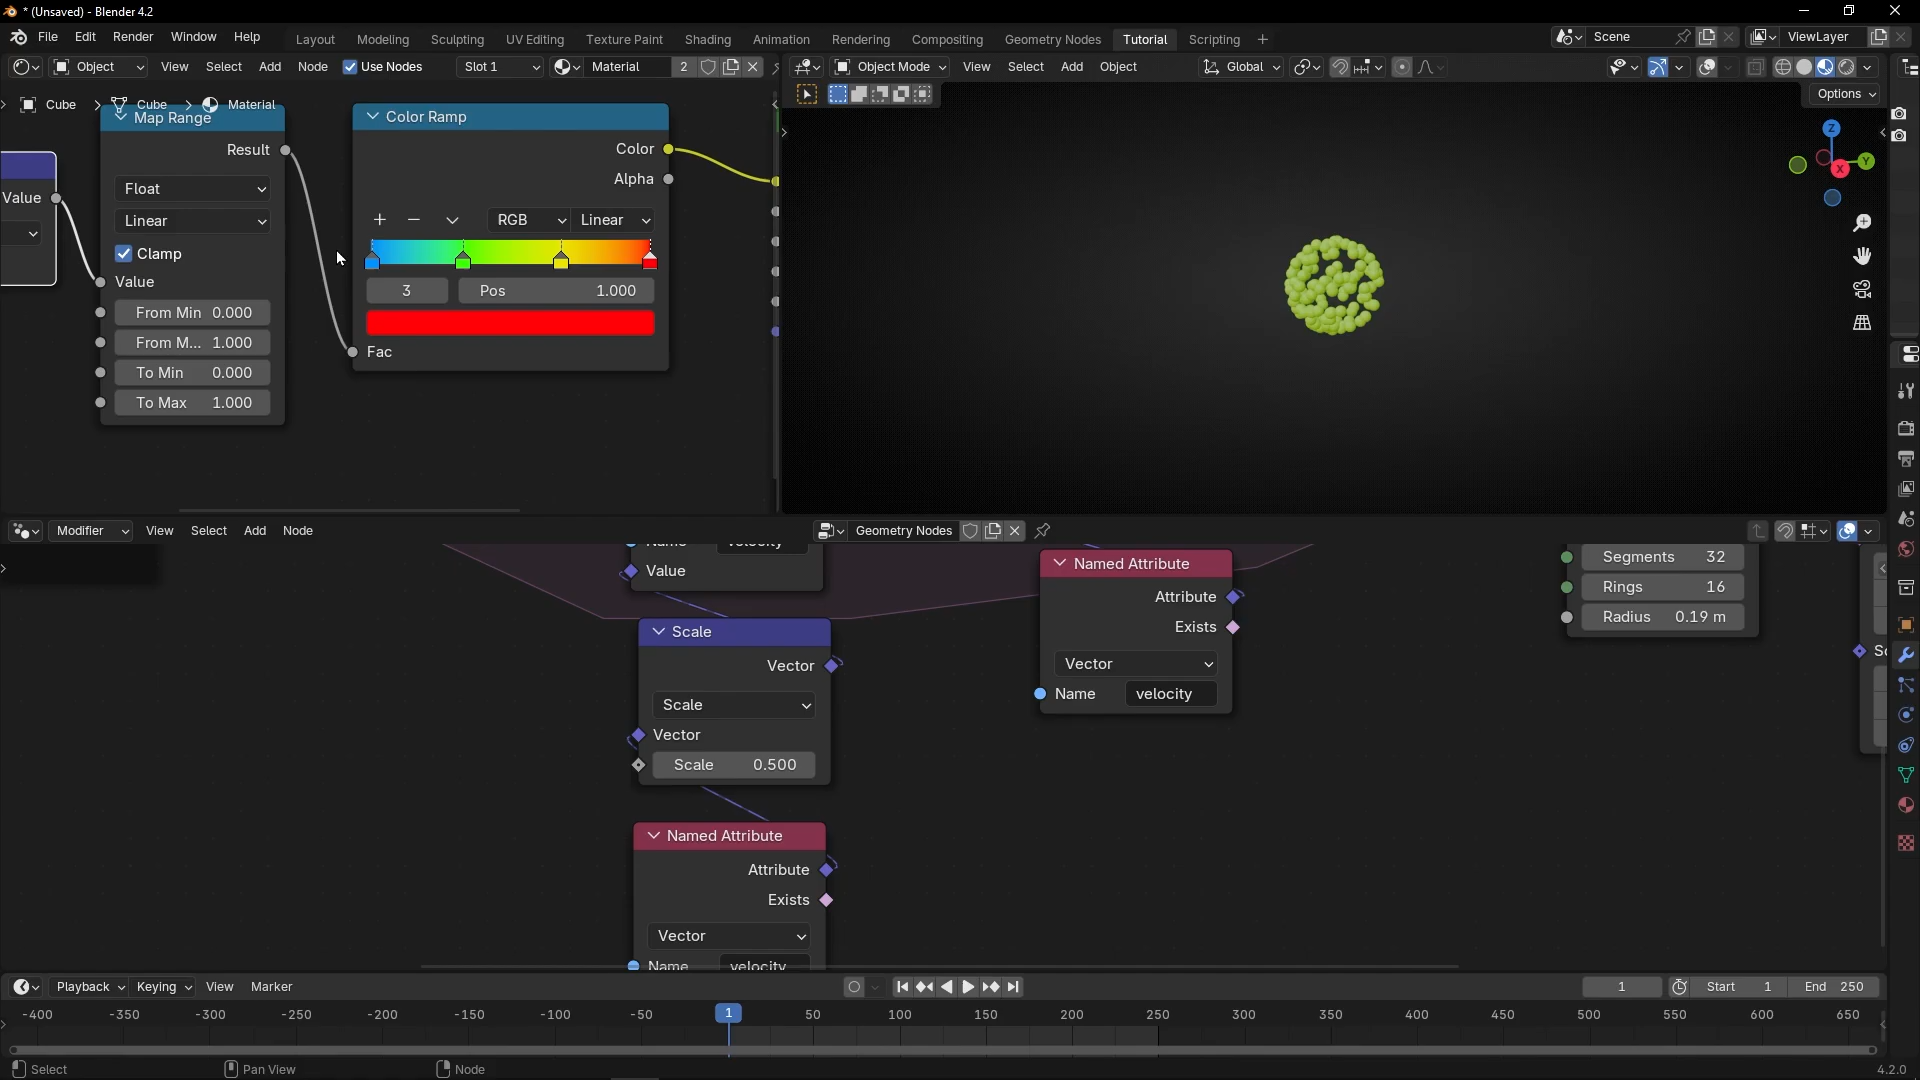 * (Unsaved) - Blender 4.2
File Edit Render Window Help Layout Modeling Sculpting UV Editing Texture Paint Shading Animation Rendering Compositing Geometry Nodes Tutorial Scripting + Scene ViewLayer
Object View Select Add Node Use Nodes Slot 1 Material 2 Object Mode View Select Add Object Global
Options
Cube > Cube > Material
Map Range
Result
Float
Linear
Clamp
Value
From Min 0.000
From M... 1.000
To Min 0.000
To Max 1.000
Value
Color Ramp
Color
Alpha
RGB Linear
3 Pos 1.000
Fac
Z
Y
X
Modifier View Select Add Node Geometry Nodes
Name velocity
Value
Scale
Vector
Scale
Vector
Scale 0.500
Named Attribute
Attribute
Exists
Vector
Name velocity
Named Attribute
Attribute
Exists
Vector
Name velocity
Segments 32
Rings 16
Radius 0.19 m
Playback Keying View Marker 1 Start 1 End 250
-400 -350 -300 -250 -200 -150 -100 -50 1 50 100 150 200 250 300 350 400 450 500 550 600 650
Select Pan View Node 4.2.0